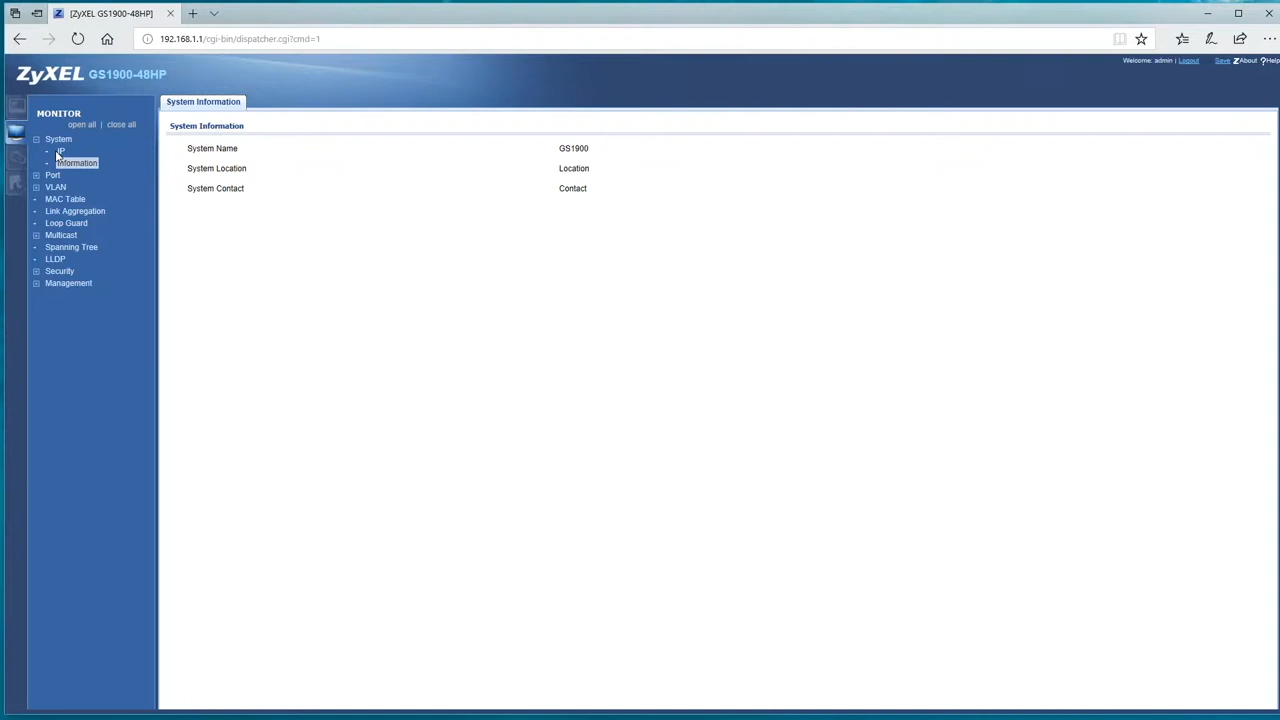 [ZyXEL GS1900-48HP]
192.168.1.1/cgi-bin/dispatcher.cgi?cmd=1
ZyXEL GS1900-48HP
Welcome: admin | Logout Save About Help
MONITOR
open all | close all
System
IP
Information
Port
VLAN
MAC Table
Link Aggregation
Loop Guard
Multicast
Spanning Tree
LLDP
Security
Management
System Information
System Information
System Name GS1900
System Location Location
System Contact Contact